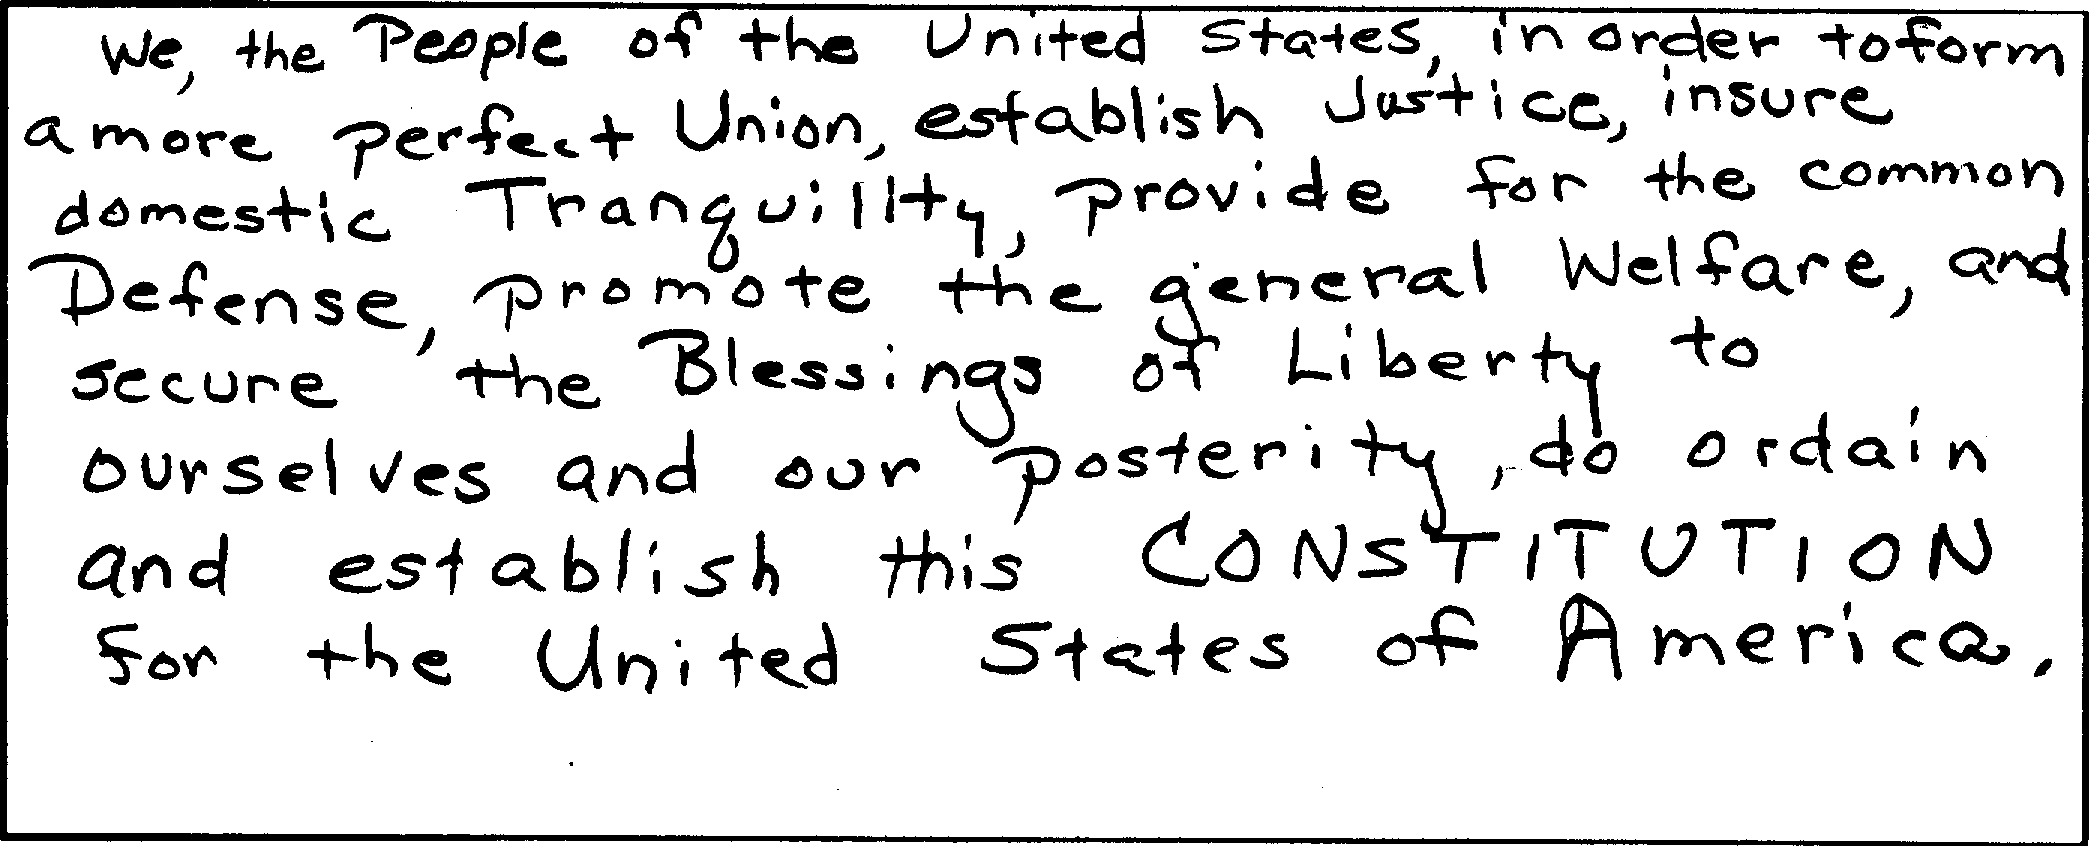 We, the People of the United States, in order to form
a more perfect Union, establish Justice, insure
domestic Tranquillty, provide for the common
Defense, promote the general Welfare, and
secure the Blessings of Liberty to
ourselves and our posterity, do ordain
and establish this CONSTITUTION
for the United States of America.